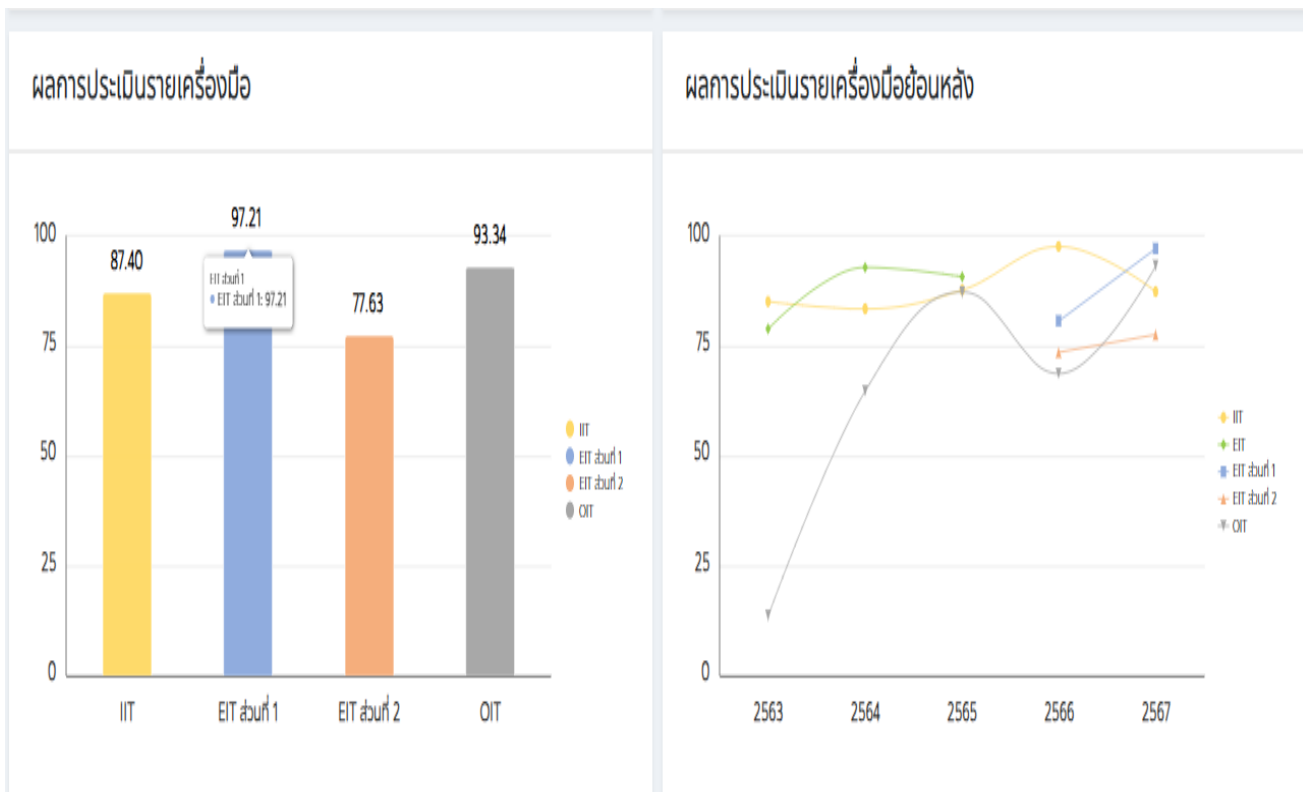 ผลการประเมินรายเครื่องมือ
100
75
50
25
0
87.40
97.21
77.63
93.34
EIT ส่วนที่ 1
EIT ส่วนที่ 1: 97.21
IIT
EIT ส่วนที่ 1
EIT ส่วนที่ 2
OIT
IIT
EIT ส่วนที่ 1
EIT ส่วนที่ 2
OIT
ผลการประเมินรายเครื่องมือย้อนหลัง
100
75
50
25
0
2563
2564
2565
2566
2567
IIT
EIT
EIT ส่วนที่ 1
EIT ส่วนที่ 2
OIT